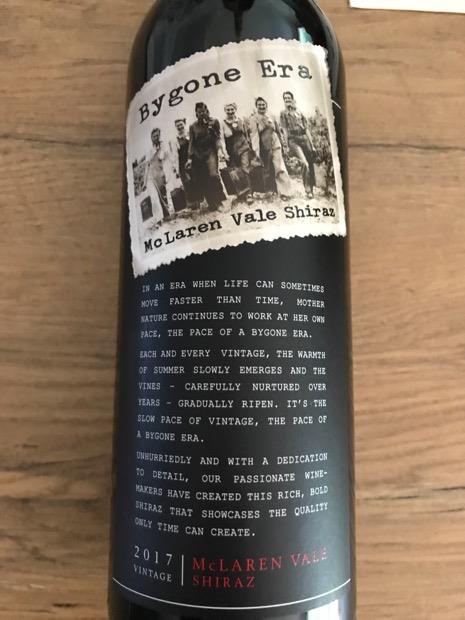 Bygone Era
McLaren Vale Shiraz
IN AN ERA WHEN LIFE CAN SOMETIMES
MOVE FASTER THAN TIME, MOTHER
NATURE CONTINUES TO WORK AT HER OWN
PACE, THE PACE OF A BYGONE ERA.
EACH AND EVERY VINTAGE, THE WARMTH
OF SUMMER SLOWLY EMERGES AND THE
VINES – CAREFULLY NURTURED OVER
YEARS – GRADUALLY RIPEN. IT'S THE
SLOW PACE OF VINTAGE, THE PACE OF
A BYGONE ERA.
UNHURRIEDLY AND WITH A DEDICATION
TO DETAIL, OUR PASSIONATE WINE-
MAKERS HAVE CREATED THIS RICH, BOLD
SHIRAZ THAT SHOWCASES THE QUALITY
ONLY TIME CAN CREATE.
2017
VINTAGE
McLAREN VALE
SHIRAZ